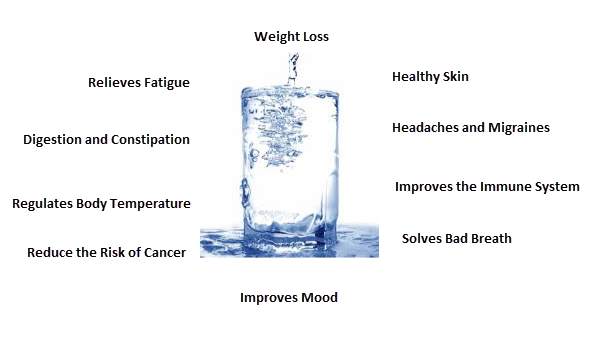 Weight Loss
Relieves Fatigue
Healthy Skin
Digestion and Constipation
Headaches and Migraines
Regulates Body Temperature
Improves the Immune System
Reduce the Risk of Cancer
Solves Bad Breath
Improves Mood